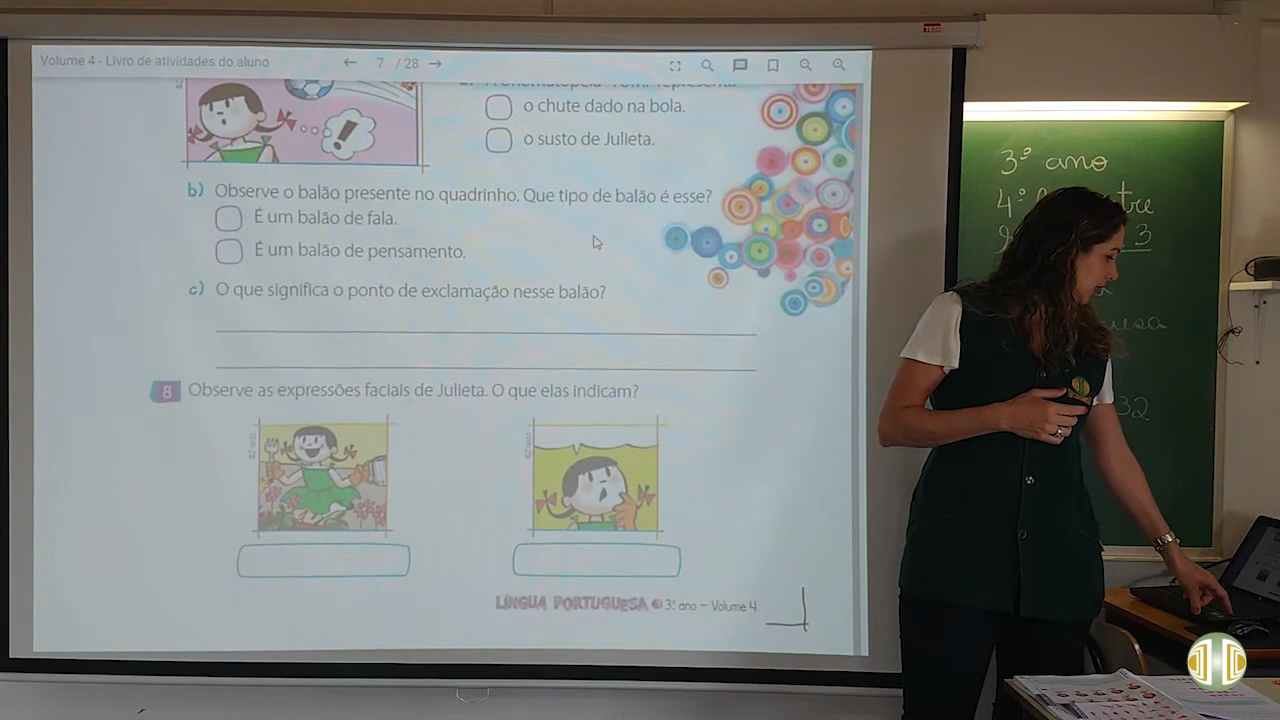 Volume 4 - Livro de atividades do aluno
← 7 / 28 →
o chute dado na bola.
o susto de Julieta.
!
b) Observe o balão presente no quadrinho. Que tipo de balão é esse?
É um balão de fala.
É um balão de pensamento.
c) O que significa o ponto de exclamação nesse balão?
8 Observe as expressões faciais de Julieta. O que elas indicam?
LÍNGUA PORTUGUESA 3º. ano – Volume 4
3º ano
4º
3
32